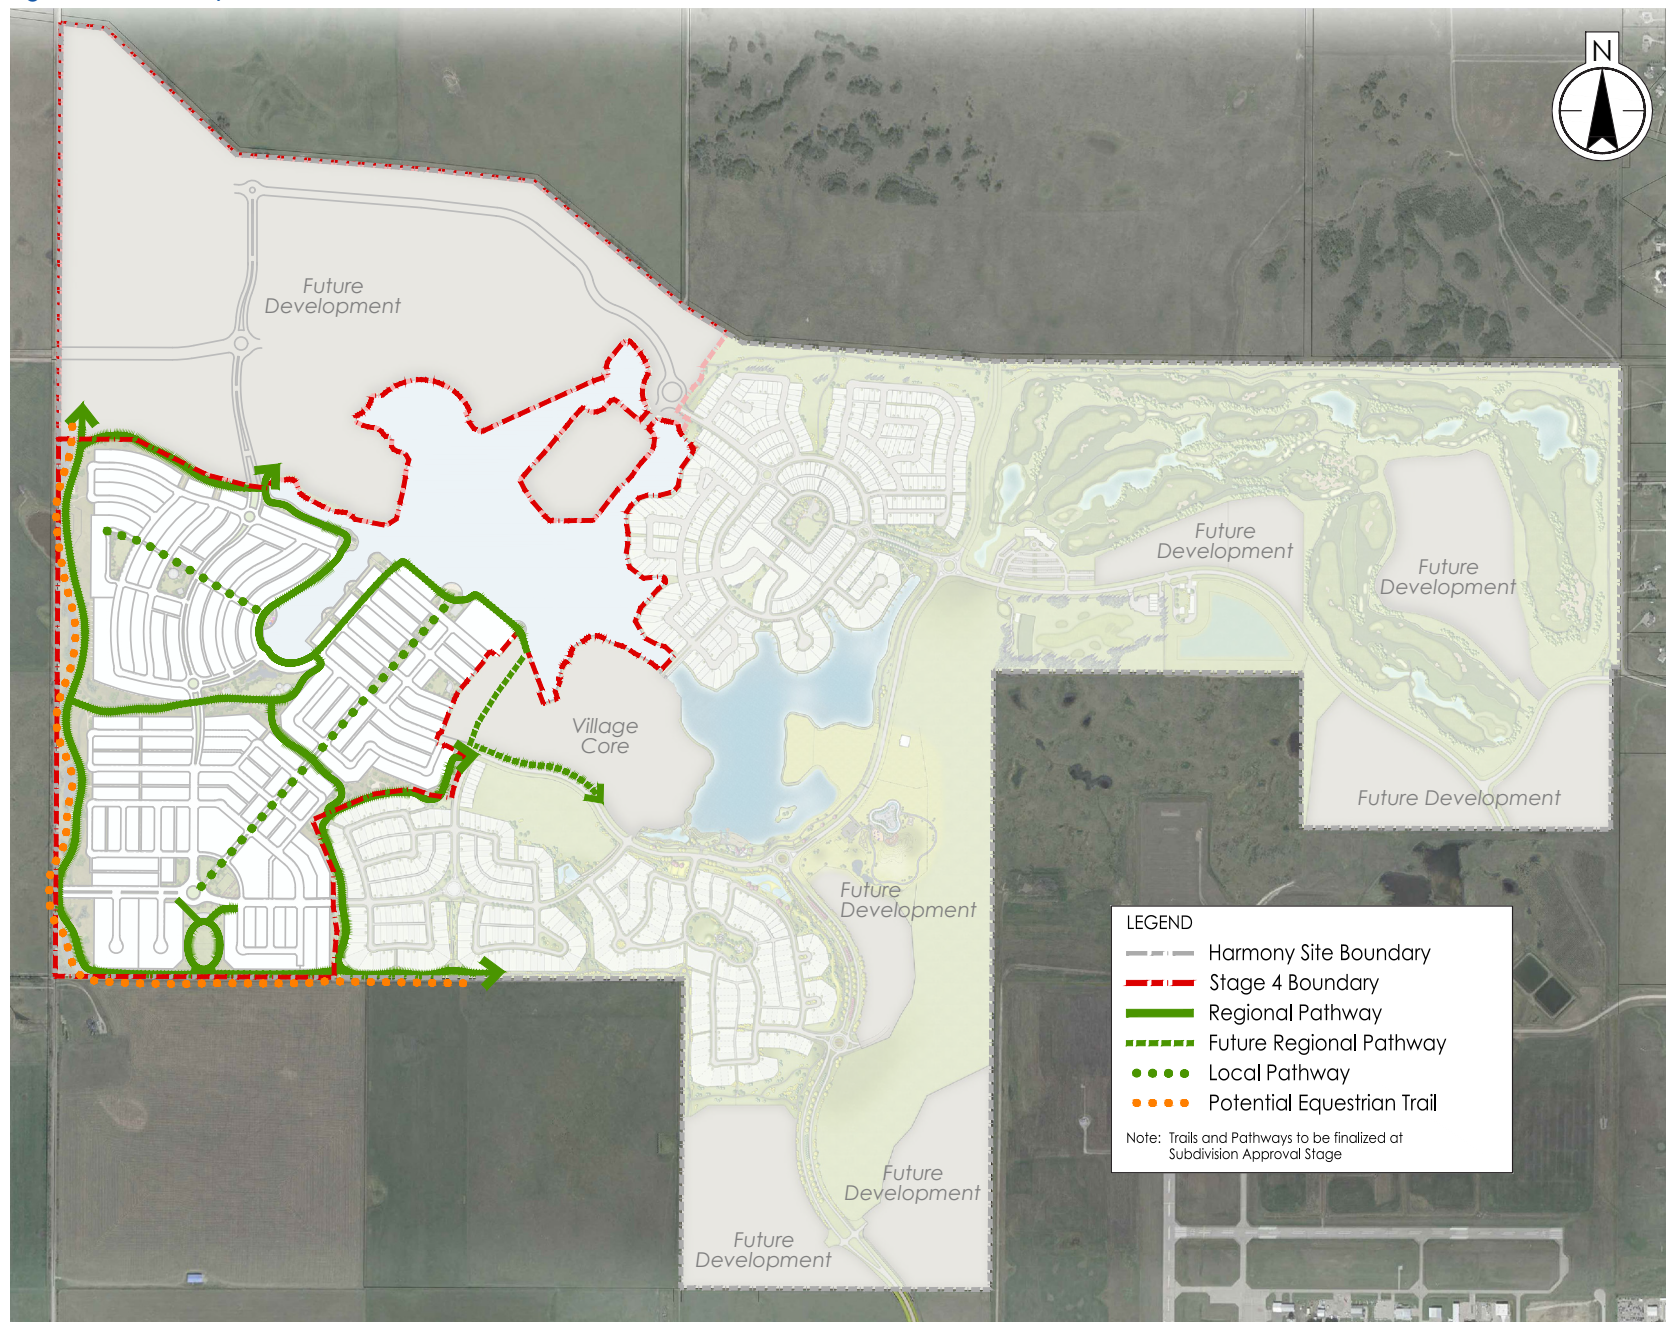 N
Future
Development
Future
Development
Future
Development
Village
Core
Future Development
Future
Development
LEGEND
Harmony Site Boundary
Stage 4 Boundary
Regional Pathway
Future Regional Pathway
Local Pathway
Potential Equestrian Trail
Note: Trails and Pathways to be finalized at
Subdivision Approval Stage
Future
Development
Future
Development